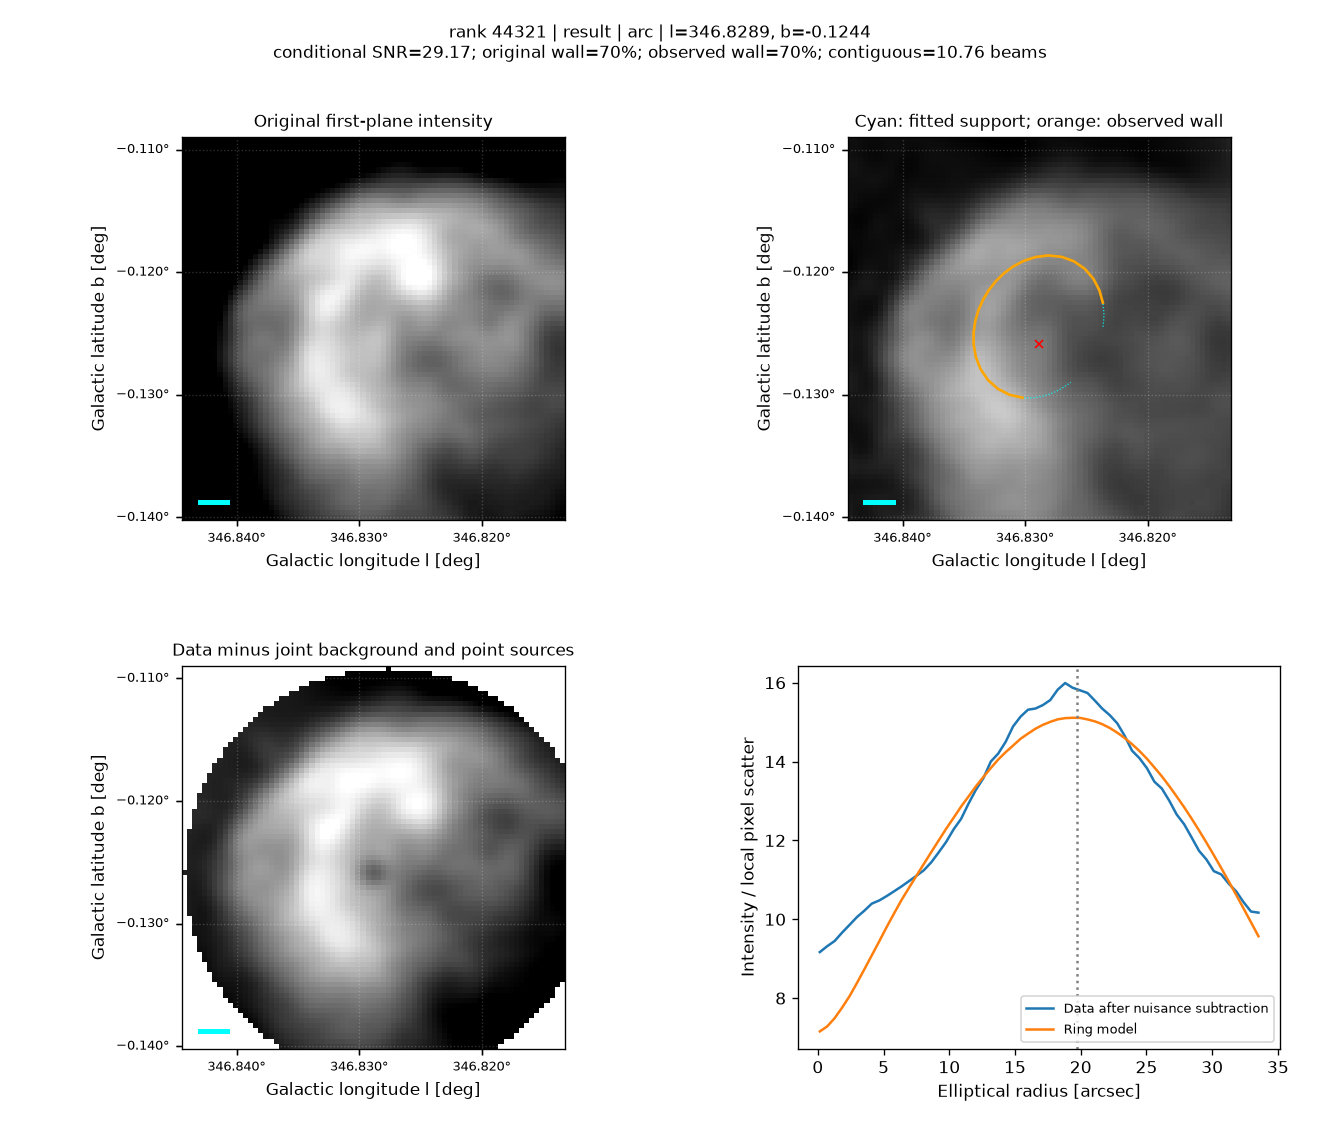 rank 44321 | result | arc | l=346.8289, b=-0.1244
conditional SNR=29.17; original wall=70%; observed wall=70%; contiguous=10.76 beams
Original first-plane intensity
−0.110°
−0.120°
−0.130°
−0.140°
346.840°
346.830°
346.820°
Galactic longitude l [deg]
Galactic latitude b [deg]
Cyan: fitted support; orange: observed wall
−0.110°
−0.120°
−0.130°
−0.140°
346.840°
346.830°
346.820°
Galactic longitude l [deg]
Galactic latitude b [deg]
Data minus joint background and point sources
−0.110°
−0.120°
−0.130°
−0.140°
346.840°
346.830°
346.820°
Galactic longitude l [deg]
Galactic latitude b [deg]
16
14
12
10
8
0
5
10
15
20
25
30
35
Elliptical radius [arcsec]
Intensity / local pixel scatter
Data after nuisance subtraction
Ring model